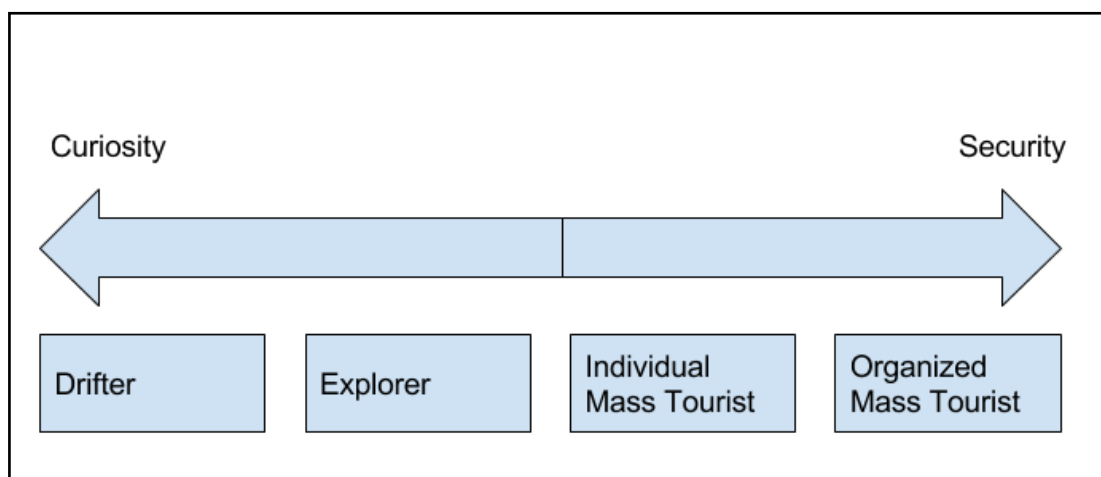 Curiosity
Security
Drifter
Explorer
Individual
Mass Tourist
Organized
Mass Tourist